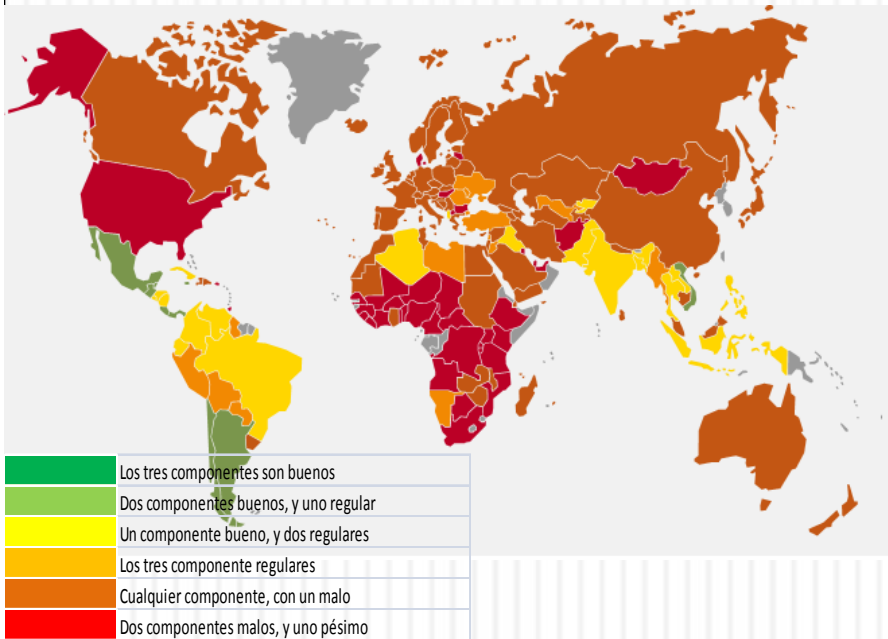 Los tres componentes son buenos
Dos componentes buenos, y uno regular
Un componente bueno, y dos regulares
Los tres componente regulares
Cualquier componente, con un malo
Dos componentes malos, y uno pésimo